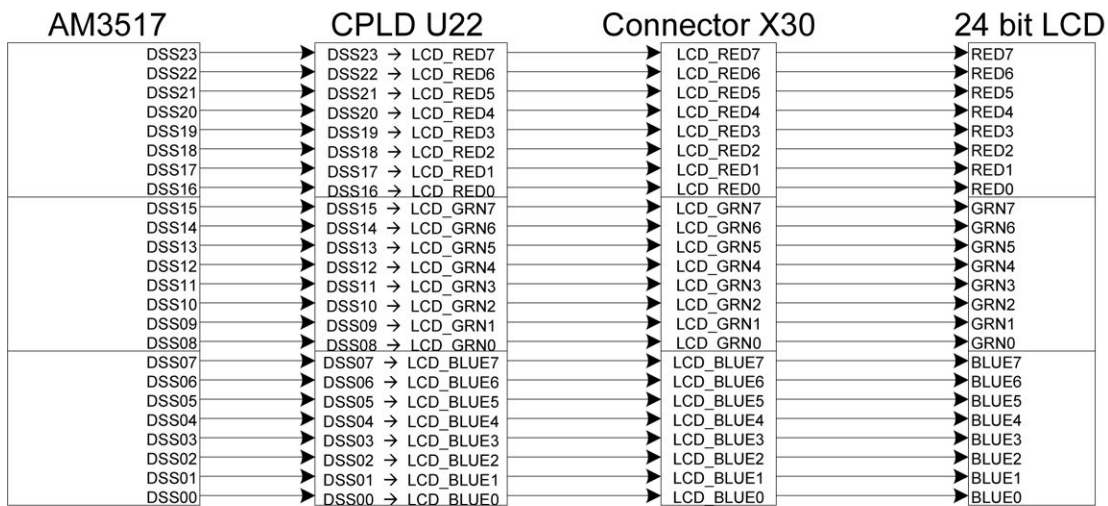 AM3517 CPLD U22 Connector X30 24 bit LCD
DSS23 DSS23 → LCD_RED7 LCD_RED7 RED7
DSS22 DSS22 → LCD_RED6 LCD_RED6 RED6
DSS21 DSS21 → LCD_RED5 LCD_RED5 RED5
DSS20 DSS20 → LCD_RED4 LCD_RED4 RED4
DSS19 DSS19 → LCD_RED3 LCD_RED3 RED3
DSS18 DSS18 → LCD_RED2 LCD_RED2 RED2
DSS17 DSS17 → LCD_RED1 LCD_RED1 RED1
DSS16 DSS16 → LCD_RED0 LCD_RED0 RED0
DSS15 DSS15 → LCD_GRN7 LCD_GRN7 GRN7
DSS14 DSS14 → LCD_GRN6 LCD_GRN6 GRN6
DSS13 DSS13 → LCD_GRN5 LCD_GRN5 GRN5
DSS12 DSS12 → LCD_GRN4 LCD_GRN4 GRN4
DSS11 DSS11 → LCD_GRN3 LCD_GRN3 GRN3
DSS10 DSS10 → LCD_GRN2 LCD_GRN2 GRN2
DSS09 DSS09 → LCD_GRN1 LCD_GRN1 GRN1
DSS08 DSS08 → LCD_GRN0 LCD_GRN0 GRN0
DSS07 DSS07 → LCD_BLUE7 LCD_BLUE7 BLUE7
DSS06 DSS06 → LCD_BLUE6 LCD_BLUE6 BLUE6
DSS05 DSS05 → LCD_BLUE5 LCD_BLUE5 BLUE5
DSS04 DSS04 → LCD_BLUE4 LCD_BLUE4 BLUE4
DSS03 DSS03 → LCD_BLUE3 LCD_BLUE3 BLUE3
DSS02 DSS02 → LCD_BLUE2 LCD_BLUE2 BLUE2
DSS01 DSS01 → LCD_BLUE1 LCD_BLUE1 BLUE1
DSS00 DSS00 → LCD_BLUE0 LCD_BLUE0 BLUE0